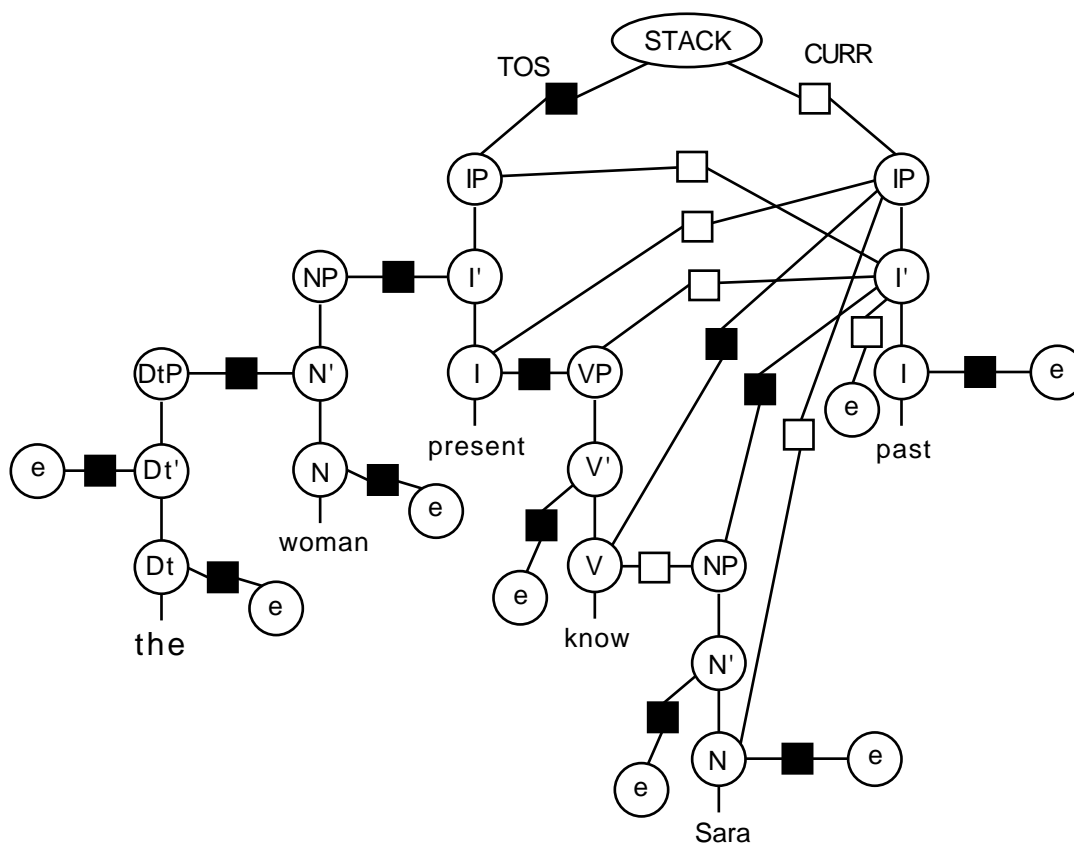 STACK
TOS
CURR
IP
IP
NP
I'
I'
DtP
N'
I
VP
I
e
present
e
past
e
Dt'
N
V'
e
woman
Dt
e
e
V
NP
the
know
N'
e
N
e
Sara